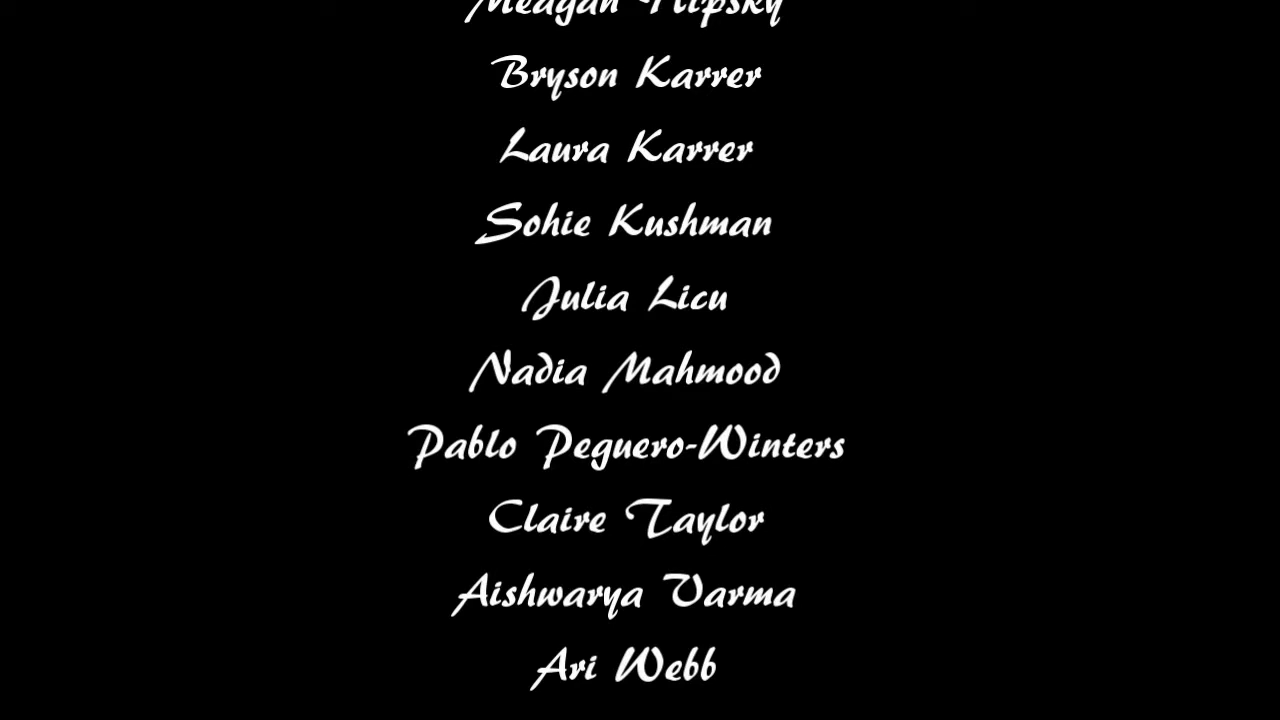 Meagan
Bryson Karrer
Laura Karrer
Sohie Kushman
Julia Licu
Nadia Mahmood
Pablo Peguero-Winters
Claire Taylor
Aishwarya Varma
Ari Webb